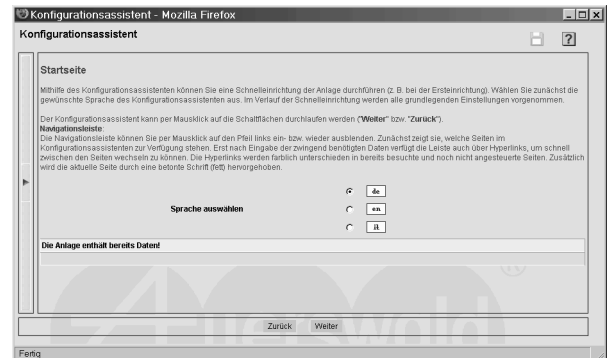 Konfigurationsassistent - Mozilla Firefox
Konfigurationsassistent
Startseite
Mithilfe des Konfigurationsassistenten können Sie eine Schnelleinrichtung der Anlage durchführen (z. B. bei der Ersteinrichtung). Wählen Sie zunächst die
gewünschte Sprache des Konfigurationsassistenten aus. Im Verlauf der Schnelleinrichtung werden alle grundlegenden Einstellungen vorgenommen.
Der Konfigurationsassistent kann per Mausklick auf die Schaltflächen durchlaufen werden ("Weiter" bzw. "Zurück").
Navigationsleiste:
Die Navigationsleiste können Sie per Mausklick auf den Pfeil links ein- bzw. wieder ausblenden. Zunächst zeigt sie, welche Seiten im
Konfigurationsassistenten zur Verfügung stehen. Erst nach Eingabe der zwingend benötigten Daten verfügt die Leiste auch über Hyperlinks, um schnell
zwischen den Seiten wechseln zu können. Die Hyperlinks werden farblich unterschieden in bereits besuchte und noch nicht angesteuerte Seiten. Zusätzlich
wird die aktuelle Seite durch eine betonte Schrift (fett) hervorgehoben.
de
Sprache auswählen
en
it
Die Anlage enthält bereits Daten!
Zurück Weiter
Fertig